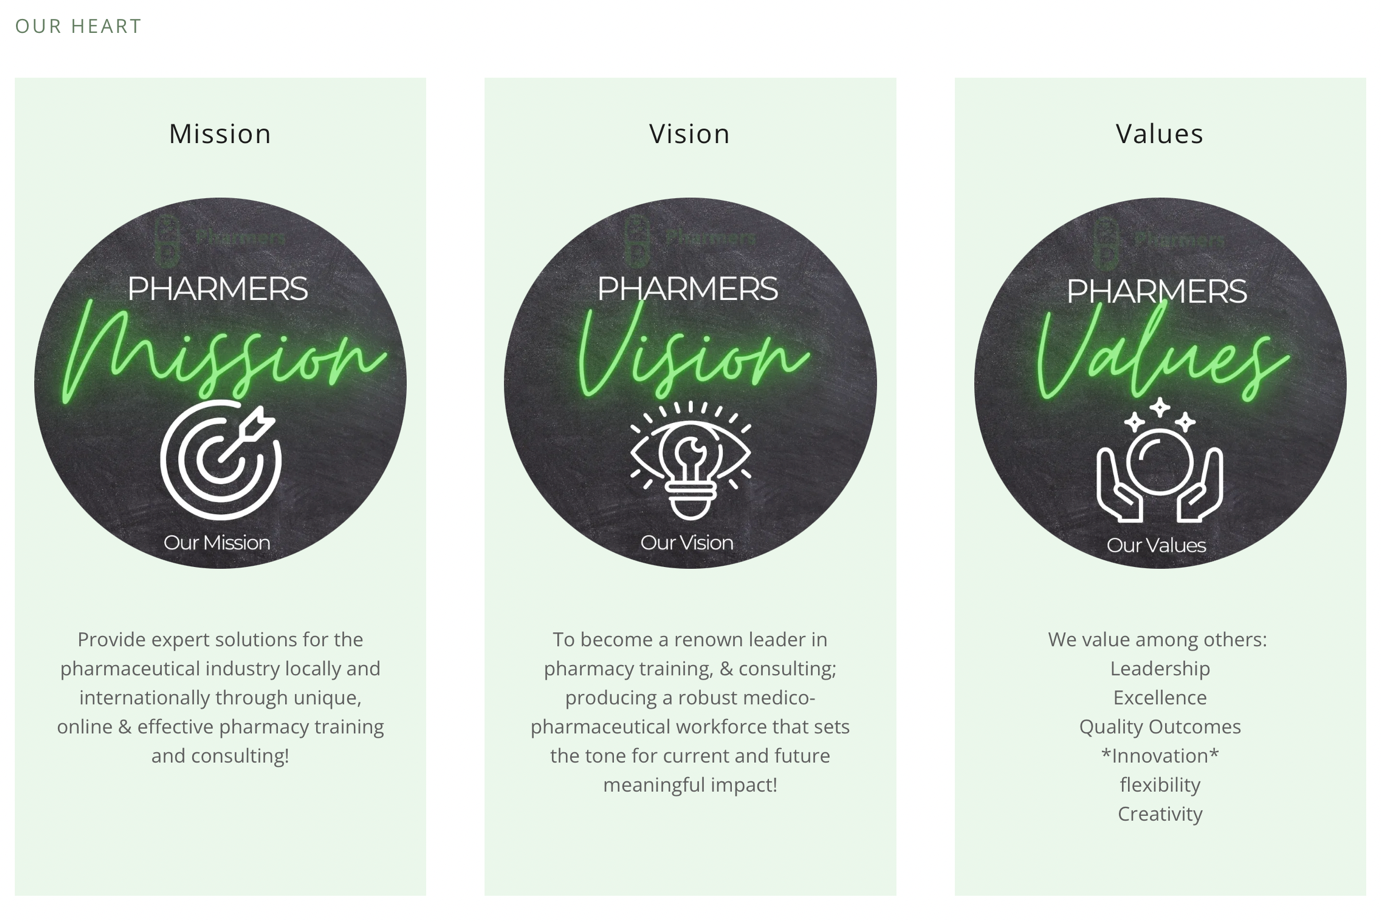 OUR HEART
Mission
Pharmers
PHARMERS
Mission
Our Mission
Provide expert solutions for the
pharmaceutical industry locally and
internationally through unique,
online & effective pharmacy training
and consulting!
Vision
Pharmers
PHARMERS
Vision
Our Vision
To become a renown leader in
pharmacy training, & consulting;
producing a robust medico-
pharmaceutical workforce that sets
the tone for current and future
meaningful impact!
Values
Pharmers
PHARMERS
Values
Our Values
We value among others:
Leadership
Excellence
Quality Outcomes
*Innovation*
flexibility
Creativity